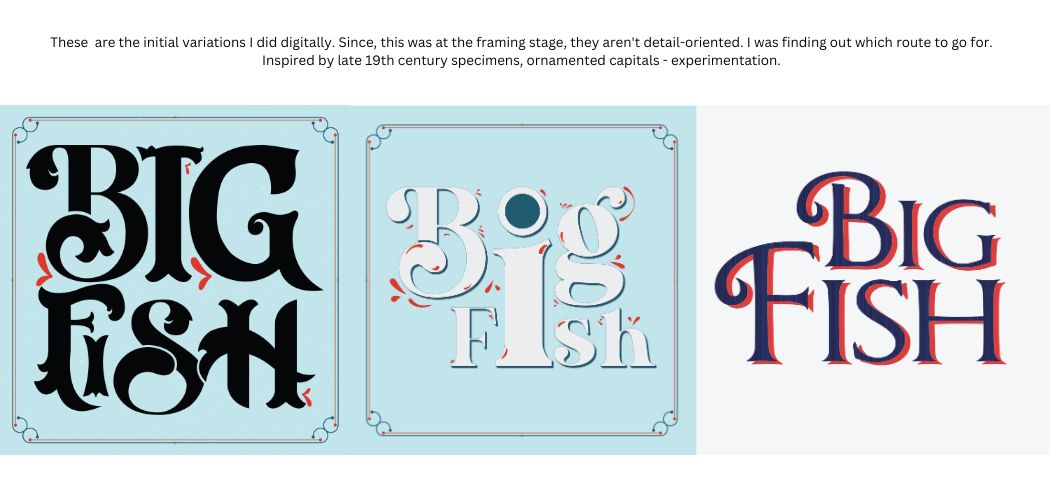 These are the initial variations I did digitally. Since, this was at the framing stage, they aren't detail-oriented. I was finding out which route to go for.
Inspired by late 19th century specimens, ornamented capitals - experimentation.
BIG
FiSH
Big
Fish
BIG
FISH